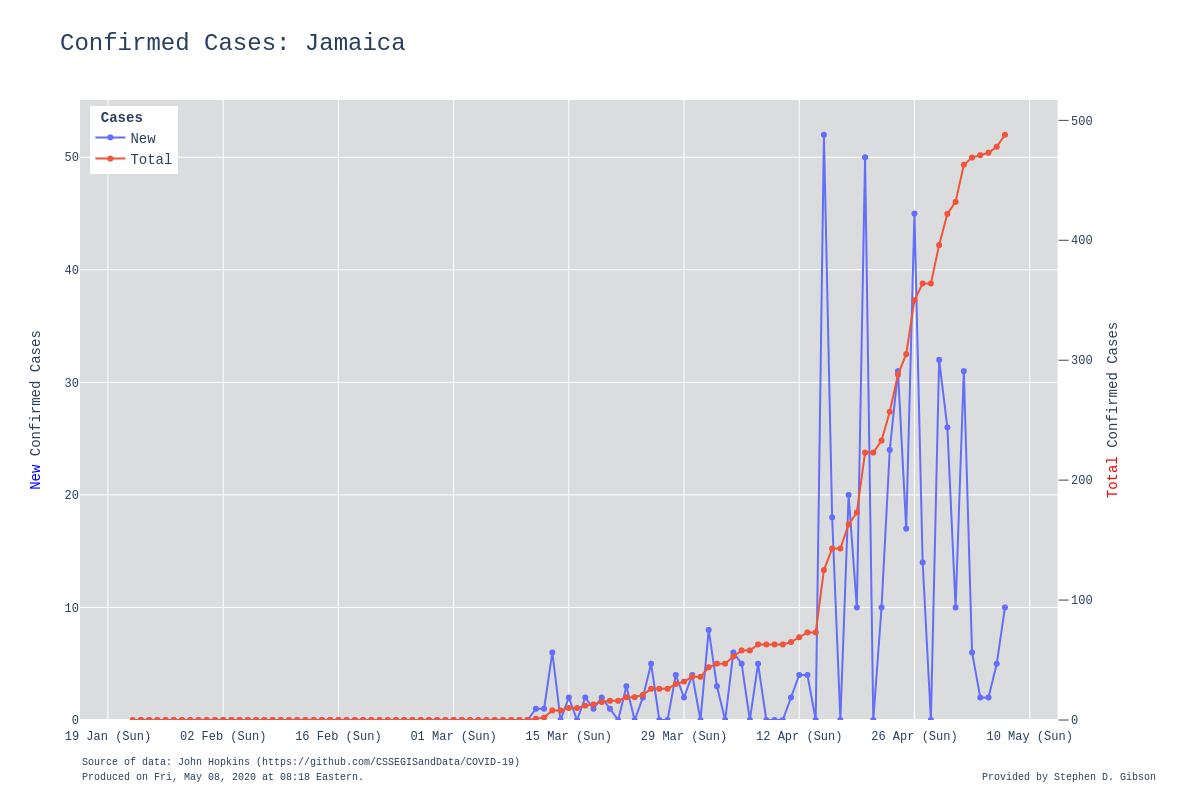 Confirmed Cases: Jamaica
Cases
New
Total
50
40
30
20
10
0
500
400
300
200
100
0
New Confirmed Cases
Total Confirmed Cases
19 Jan (Sun) 02 Feb (Sun) 16 Feb (Sun) 01 Mar (Sun) 15 Mar (Sun) 29 Mar (Sun) 12 Apr (Sun) 26 Apr (Sun) 10 May (Sun)
Source of data: John Hopkins (https://github.com/CSSEGISandData/COVID-19)
Produced on Fri, May 08, 2020 at 08:18 Eastern.
Provided by Stephen D. Gibson